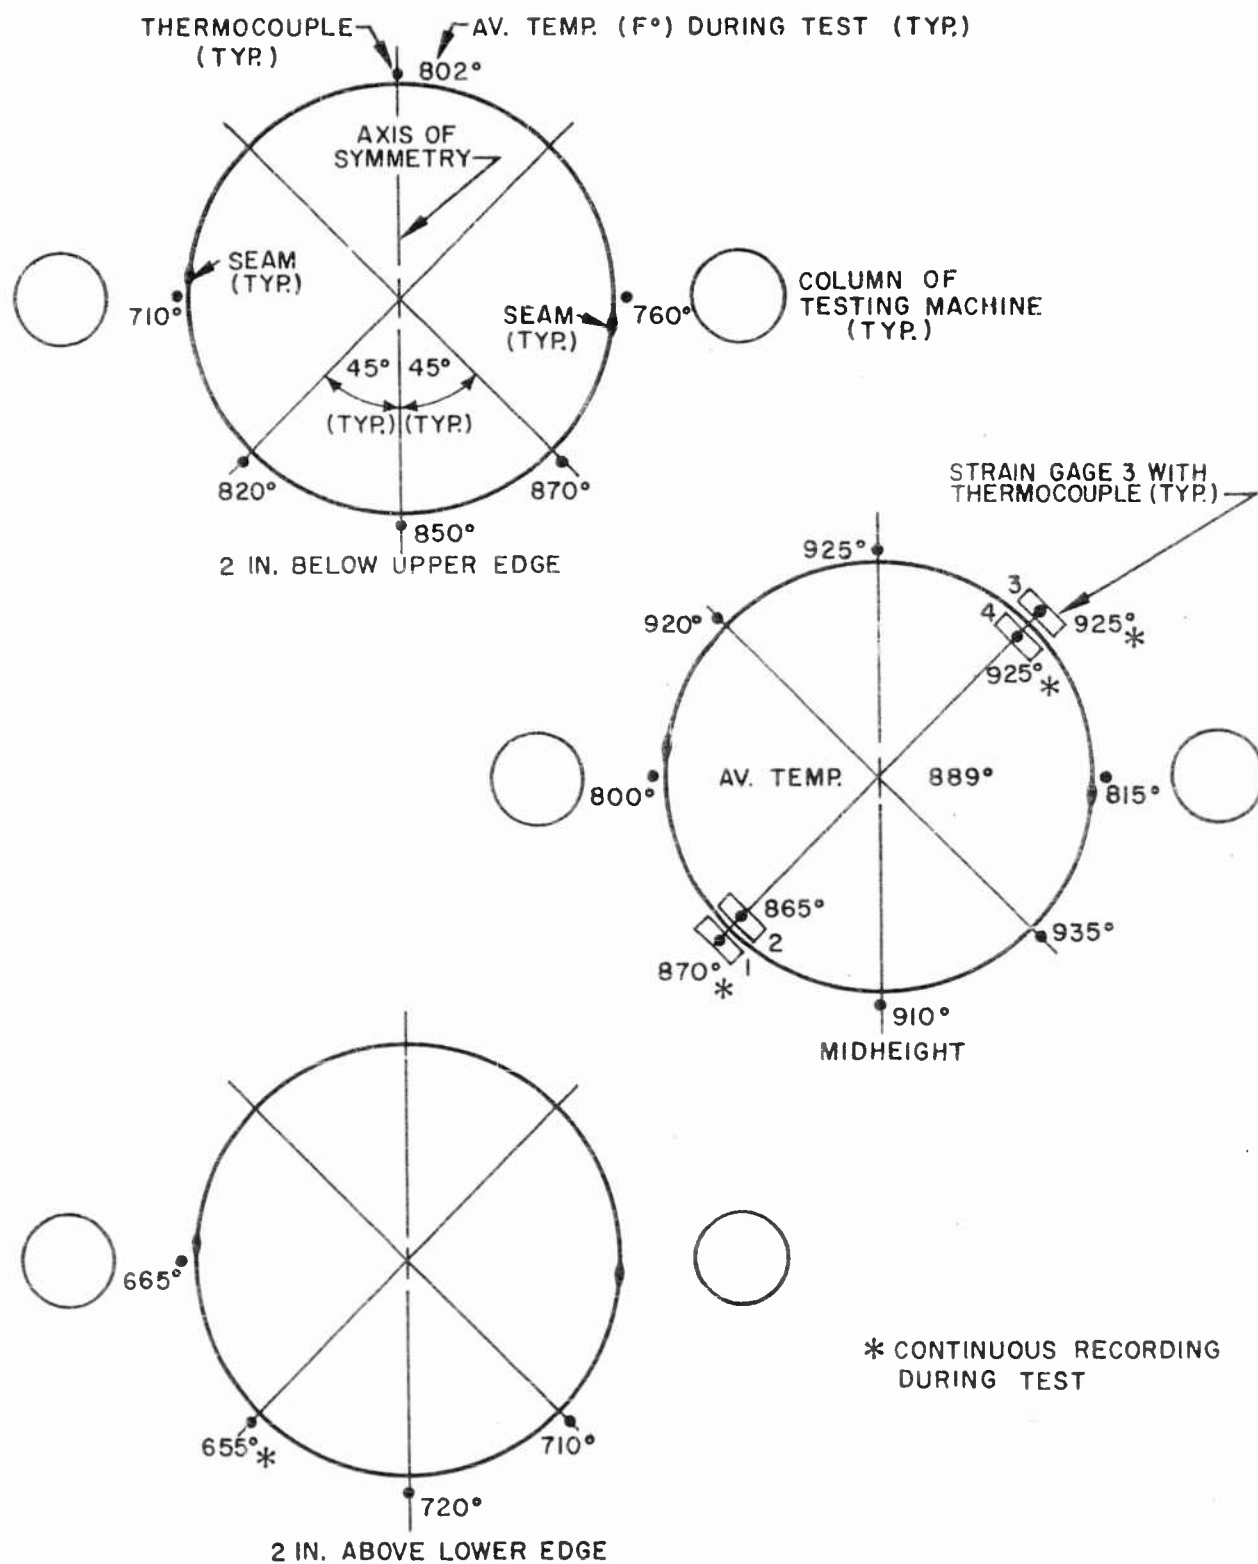 THERMOCOUPLE
(TYP.)
AV. TEMP. (F°) DURING TEST (TYP.)
802°
AXIS OF
SYMMETRY
SEAM
(TYP.)
710°
SEAM
(TYP.)
760°
COLUMN OF
TESTING MACHINE
(TYP.)
45° 45°
(TYP.) (TYP.)
820°
870°
850°
2 IN. BELOW UPPER EDGE
STRAIN GAGE 3 WITH
THERMOCOUPLE (TYP.)
925°
3
4
920°
925°*
925°*
AV. TEMP. 889°
800°
815°
865°
2
935°
870°* 1
910°
MIDHEIGHT
665°
* CONTINUOUS RECORDING
DURING TEST
655°*
710°
720°
2 IN. ABOVE LOWER EDGE